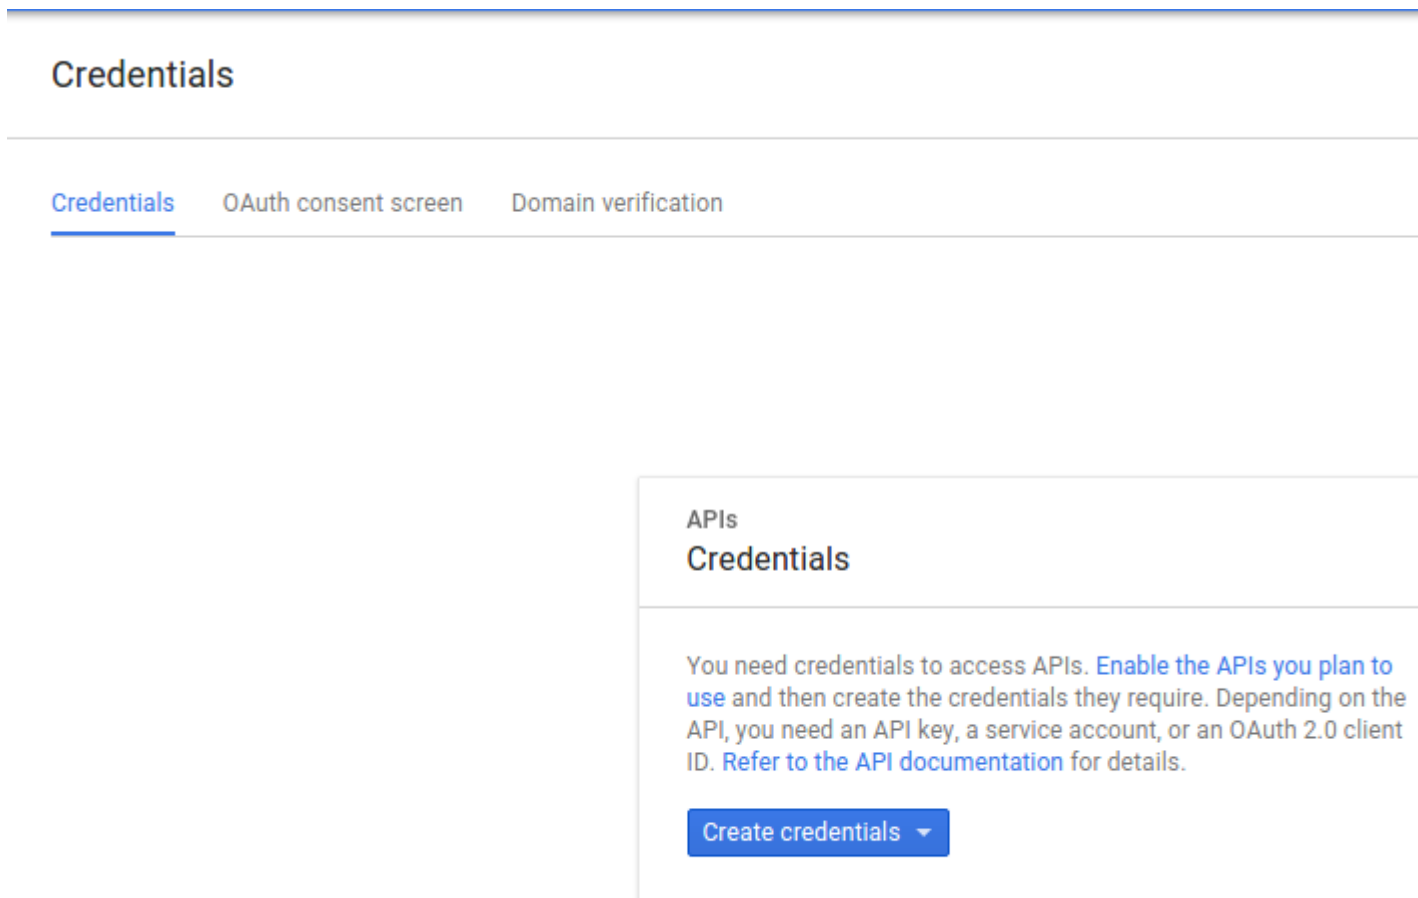 Credentials
Credentials OAuth consent screen Domain verification
APIs
Credentials
You need credentials to access APIs. Enable the APIs you plan to
use and then create the credentials they require. Depending on the
API, you need an API key, a service account, or an OAuth 2.0 client
ID. Refer to the API documentation for details.
Create credentials